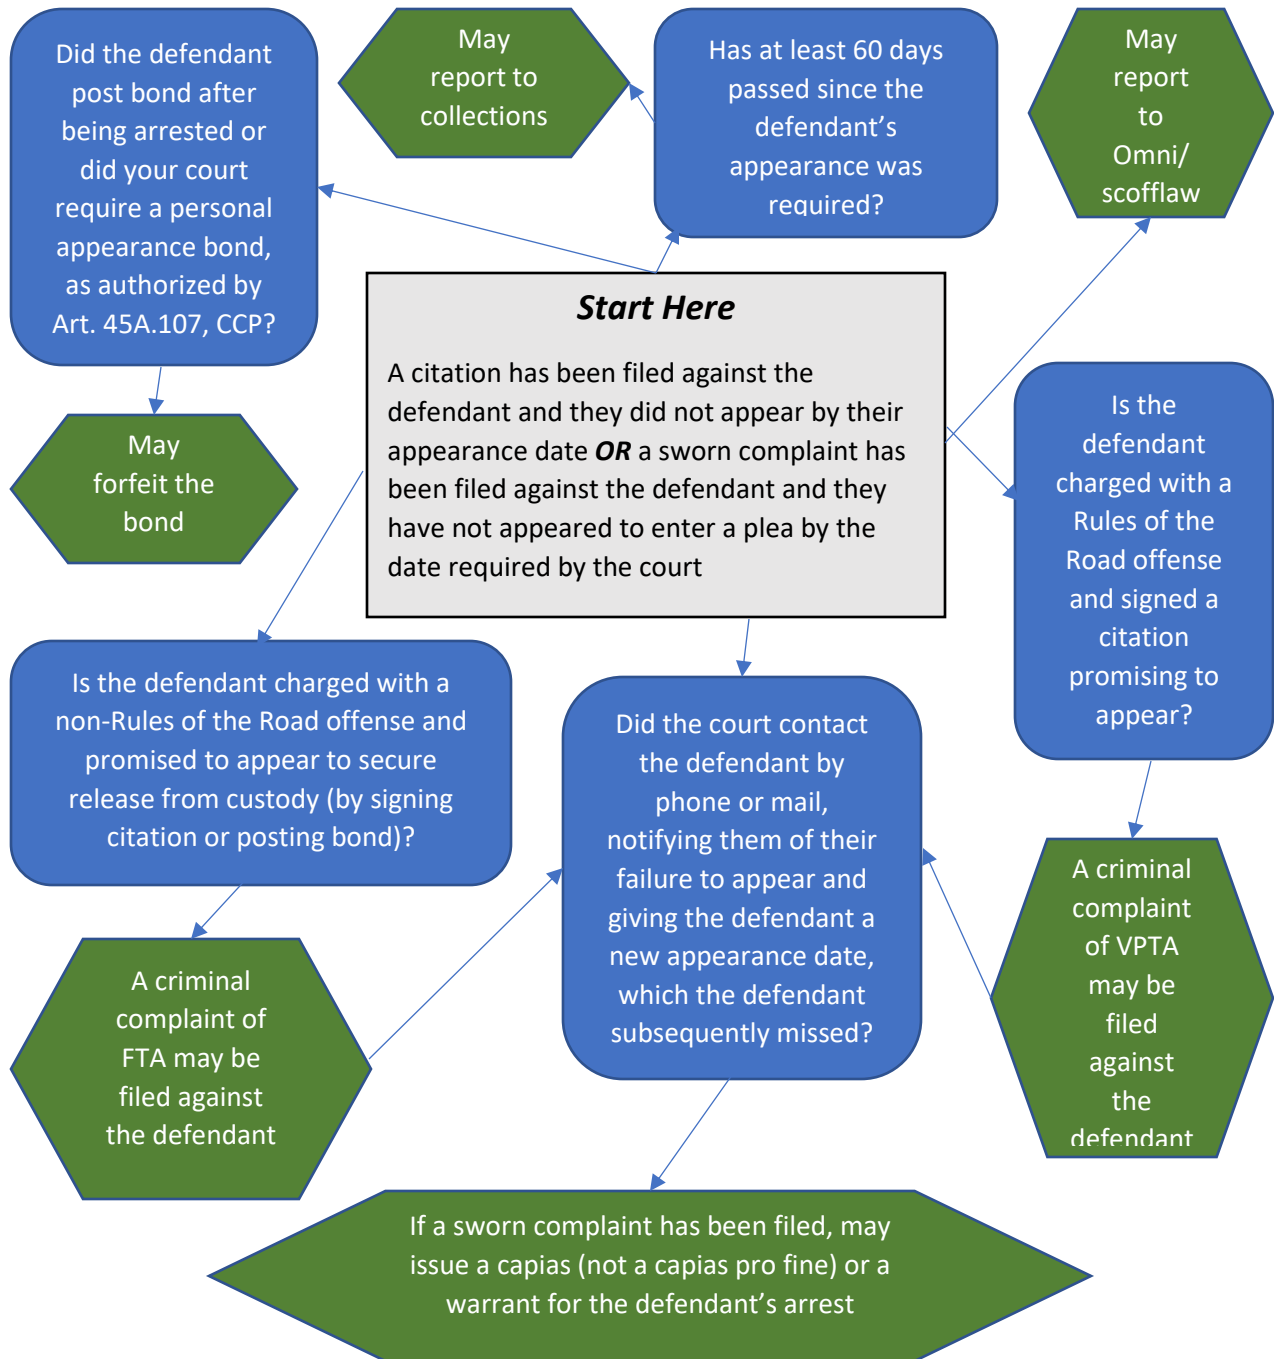 Did the defendant
post bond after
being arrested or
did your court
require a personal
appearance bond,
as authorized by
Art. 45A.107, CCP?
May
report to
collections
Has at least 60 days
passed since the
defendant’s
appearance was
required?
May
report
to
Omni/
scofflaw
Start Here
A citation has been filed against the
defendant and they did not appear by their
appearance date OR a sworn complaint has
been filed against the defendant and they
have not appeared to enter a plea by the
date required by the court
May
forfeit the
bond
Is the
defendant
charged with a
Rules of the
Road offense
and signed a
citation
promising to
appear?
Is the defendant charged with a
non-Rules of the Road offense and
promised to appear to secure
release from custody (by signing
citation or posting bond)?
Did the court contact
the defendant by
phone or mail,
notifying them of their
failure to appear and
giving the defendant a
new appearance date,
which the defendant
subsequently missed?
A criminal
complaint of
FTA may be
filed against
the defendant
A criminal
complaint
of VPTA
may be
filed
against
the
defendant
If a sworn complaint has been filed, may
issue a capias (not a capias pro fine) or a
warrant for the defendant’s arrest